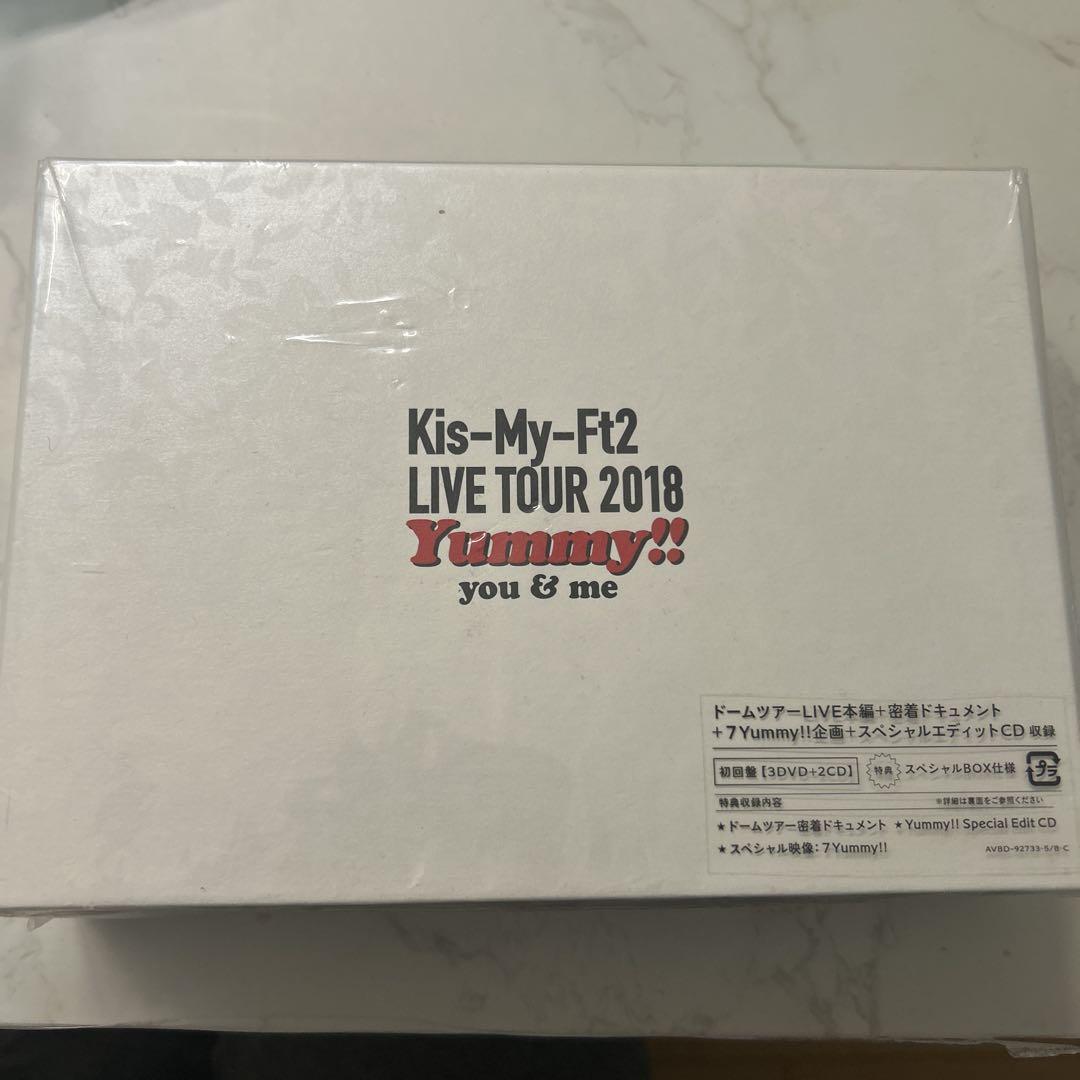 Kis-My-Ft2
LIVE TOUR 2018
Yummy!!
you & me
ドームツアーLIVE本編+密着ドキュメント
+7Yummy!!企画+スペシャルエディットCD 収録
初回盤【3DVD+2CD】 特典 スペシャルBOX仕様 プラ
特典収録内容 ※詳細は裏面をご参照ください
★ドームツアー密着ドキュメント ★Yummy!! Special Edit CD
★スペシャル映像:7Yummy!! AVBD-92733-5/B-C